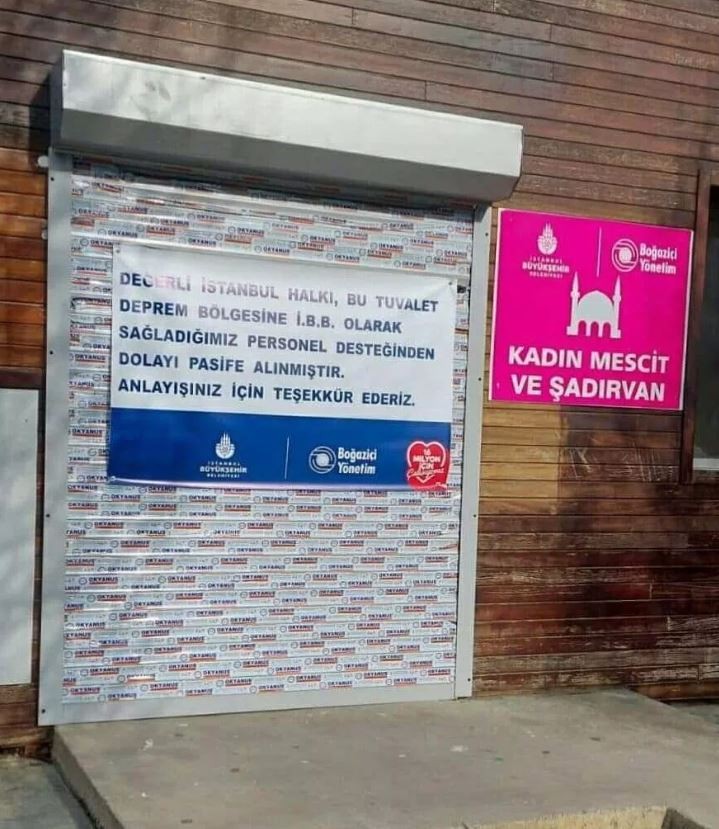 DEĞERLİ İSTANBUL HALKI, BU TUVALET
DEPREM BÖLGESİNE İ.B.B. OLARAK
SAĞLADIĞIMIZ PERSONEL DESTEĞİNDEN
DOLAYI PASİFE ALINMIŞTIR.
ANLAYIŞINIZ İÇİN TEŞEKKÜR EDERİZ.
İSTANBUL
BÜYÜKŞEHİR
BELEDİYESİ
Boğaziçi
Yönetim
16
MİLYON
İÇİN
Çalışıyoruz
İSTANBUL
BÜYÜKŞEHİR
BELEDİYESİ
Boğaziçi
Yönetim
KADIN MESCİT
VE ŞADIRVAN
OKYANUS